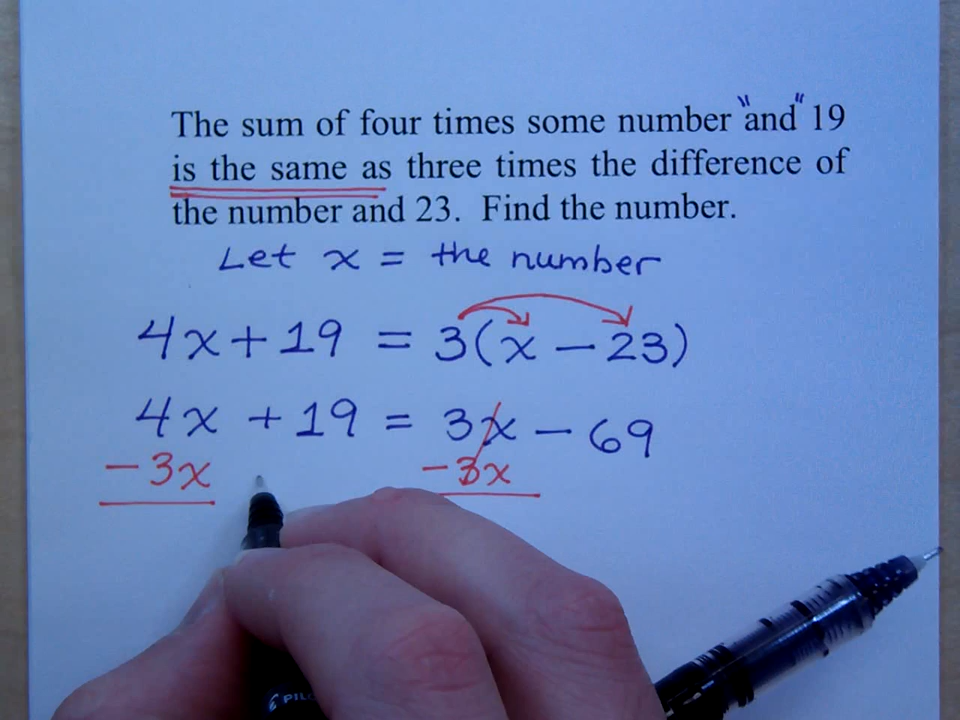 The sum of four times some number "and" 19
is the same as three times the difference of
the number and 23. Find the number.
Let x = the number
4x + 19 = 3(x - 23)
4x + 19 = 3x - 69
-3x -3x